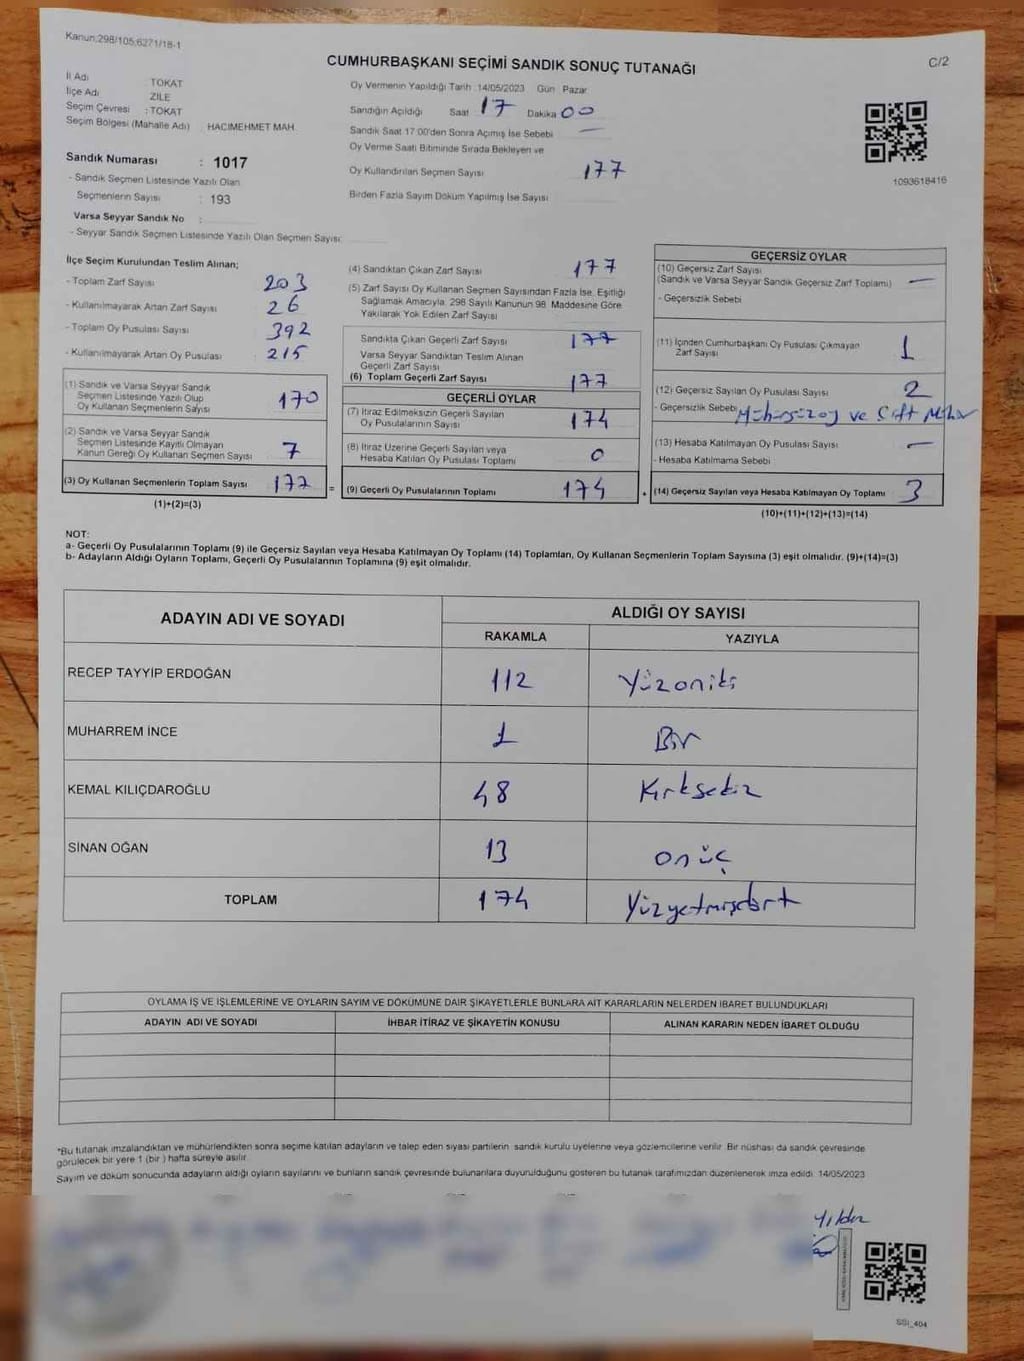 Kanun:298/105;6271/18-1
CUMHURBAŞKANI SEÇİMİ SANDIK SONUÇ TUTANAĞI
C/2
İl Adı : TOKAT
İlçe Adı : ZİLE
Seçim Çevresi : TOKAT
Seçim Bölgesi (Mahalle Adı) : HACIMEHMET MAH.
Oy Vermenin Yapıldığı Tarih :14/05/2023 Gün : Pazar
Sandığın Açıldığı Saat 17 Dakika 00
Sandık Saat 17:00'den Sonra Açılmış İse Sebebi —
Oy Verme Saati Bitiminde Sırada Bekleyen ve
Oy Kullandırılan Seçmen Sayısı 177
Birden Fazla Sayım Döküm Yapılmış İse Sayısı
1093618416
Sandık Numarası : 1017
- Sandık Seçmen Listesinde Yazılı Olan
Seçmenlerin Sayısı : 193
Varsa Seyyar Sandık No :
- Seyyar Sandık Seçmen Listesinde Yazılı Olan Seçmen Sayısı:
İlçe Seçim Kurulundan Teslim Alınan;
- Toplam Zarf Sayısı 203
- Kullanılmayarak Artan Zarf Sayısı 26
- Toplam Oy Pusulası Sayısı 392
- Kullanılmayarak Artan Oy Pusulası 215
(1) Sandık ve Varsa Seyyar Sandık
Seçmen Listesinde Yazılı Olup
Oy Kullanan Seçmenlerin Sayısı 170
(2) Sandık ve Varsa Seyyar Sandık
Seçmen Listesinde Kayıtlı Olmayan
Kanun Gereği Oy Kullanan Seçmen Sayısı 7
(3) Oy Kullanan Seçmenlerin Toplam Sayısı 177
(1)+(2)=(3)
(4) Sandıktan Çıkan Zarf Sayısı 177
(5) Zarf Sayısı Oy Kullanan Seçmen Sayısından Fazla İse, Eşitliği
Sağlamak Amacıyla, 298 Sayılı Kanunun 98. Maddesine Göre
Yakılarak Yok Edilen Zarf Sayısı
Sandıkta Çıkan Geçerli Zarf Sayısı 177
Varsa Seyyar Sandıktan Teslim Alınan
Geçerli Zarf Sayısı
(6) Toplam Geçerli Zarf Sayısı 177
GEÇERLİ OYLAR
(7) İtiraz Edilmeksizin Geçerli Sayılan
Oy Pusulalarının Sayısı 174
(8) İtiraz Üzerine Geçerli Sayılan veya
Hesaba Katılan Oy Pusulası Toplamı 0
= (9) Geçerli Oy Pusulalarının Toplamı 174
GEÇERSİZ OYLAR
(10) Geçersiz Zarf Sayısı
(Sandık ve Varsa Seyyar Sandık Geçersiz Zarf Toplamı) —
- Geçersizlik Sebebi
(11) İçinden Cumhurbaşkanı Oy Pusulası Çıkmayan
Zarf Sayısı 1
(12) Geçersiz Sayılan Oy Pusulası Sayısı 2
- Geçersizlik Sebebi Mühürsüzoy ve Çift Mühür
(13) Hesaba Katılmayan Oy Pusulası Sayısı —
- Hesaba Katılmama Sebebi
+ (14) Geçersiz Sayılan veya Hesaba Katılmayan Oy Toplamı 3
(10)+(11)+(12)+(13)=(14)
NOT:
a- Geçerli Oy Pusulalarının Toplamı (9) ile Geçersiz Sayılan veya Hesaba Katılmayan Oy Toplamı (14) Toplamları, Oy Kullanan Seçmenlerin Toplam Sayısına (3) eşit olmalıdır. (9)+(14)=(3)
b- Adayların Aldığı Oyların Toplamı, Geçerli Oy Pusulalarının Toplamına (9) eşit olmalıdır.
ADAYIN ADI VE SOYADI
ALDIĞI OY SAYISI
RAKAMLA YAZIYLA
RECEP TAYYİP ERDOĞAN 112 Yüzoniki
MUHARREM İNCE 1 Bir
KEMAL KILIÇDAROĞLU 48 Kırksekiz
SİNAN OĞAN 13 onüç
TOPLAM 174 Yüzyetmişdört
OYLAMA İŞ VE İŞLEMLERİNE VE OYLARIN SAYIM VE DÖKÜMÜNE DAİR ŞİKAYETLERLE BUNLARA AİT KARARLARIN NELERDEN İBARET BULUNDUKLARI
ADAYIN ADI VE SOYADI İHBAR İTİRAZ VE ŞİKAYETİN KONUSU ALINAN KARARIN NEDEN İBARET OLDUĞU
*Bu tutanak imzalandıktan ve mühürlendikten sonra seçime katılan adayların ve talep eden siyasi partilerin sandık kurulu üyelerine veya gözlemcilerine verilir. Bir nüshası da sandık çevresinde
görülecek bir yere 1 (bir) hafta süreyle asılır.
Sayım ve döküm sonucunda adayların aldığı oyların sayılarını ve bunların sandık çevresinde bulunanlara duyurulduğunu gösteren bu tutanak tarafımızdan düzenlenerek imza edildi. 14/05/2023
SSI_404